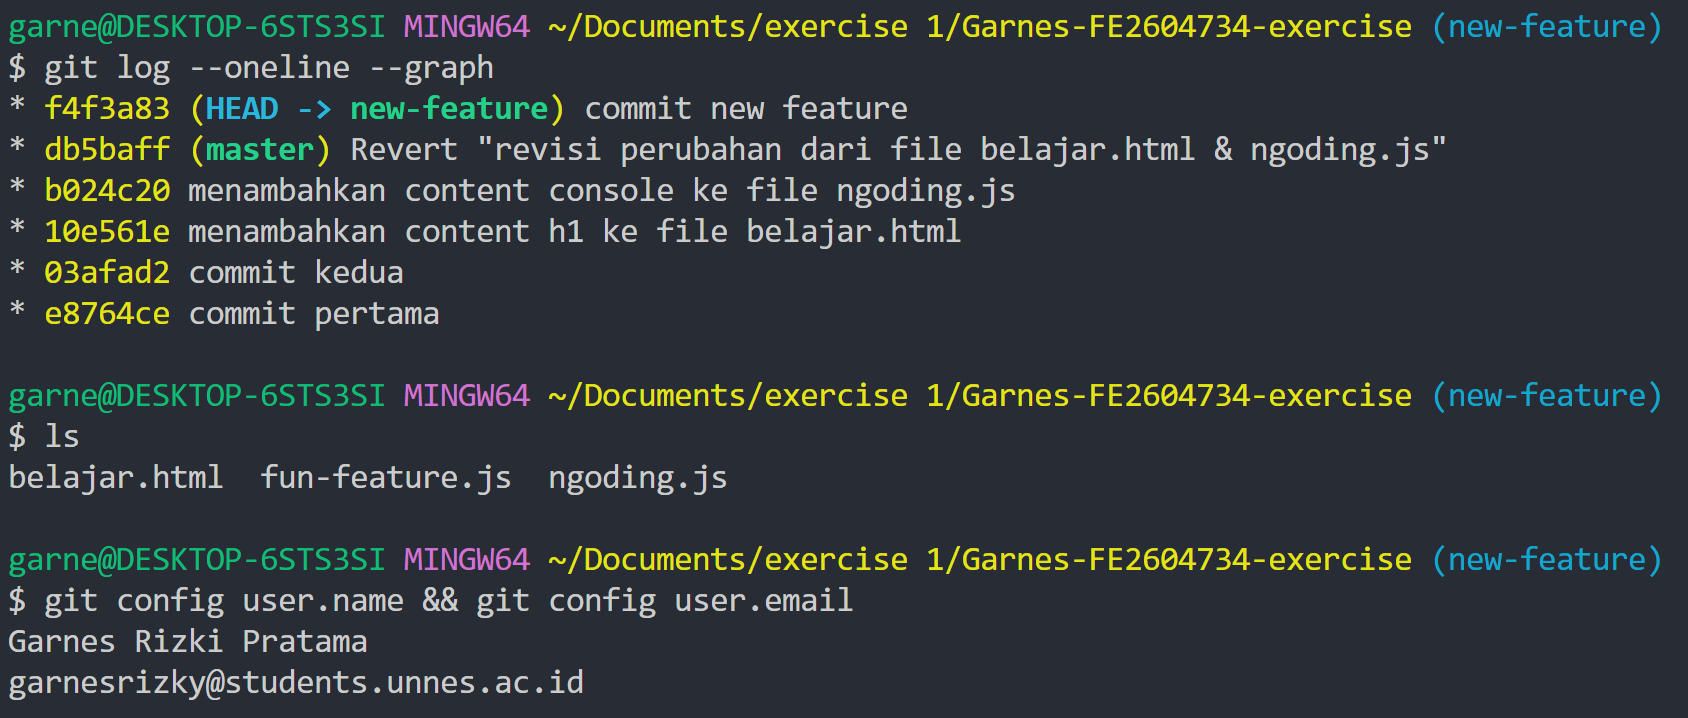 garne@DESKTOP-6STS3SI MINGW64 ~/Documents/exercise 1/Garnes-FE2604734-exercise (new-feature)
$ git log --oneline --graph
* f4f3a83 (HEAD -> new-feature) commit new feature
* db5baff (master) Revert "revisi perubahan dari file belajar.html & ngoding.js"
* b024c20 menambahkan content console ke file ngoding.js
* 10e561e menambahkan content h1 ke file belajar.html
* 03afad2 commit kedua
* e8764ce commit pertama
garne@DESKTOP-6STS3SI MINGW64 ~/Documents/exercise 1/Garnes-FE2604734-exercise (new-feature)
$ ls
belajar.html  fun-feature.js  ngoding.js
garne@DESKTOP-6STS3SI MINGW64 ~/Documents/exercise 1/Garnes-FE2604734-exercise (new-feature)
$ git config user.name && git config user.email
Garnes Rizki Pratama
garnesrizky@students.unnes.ac.id